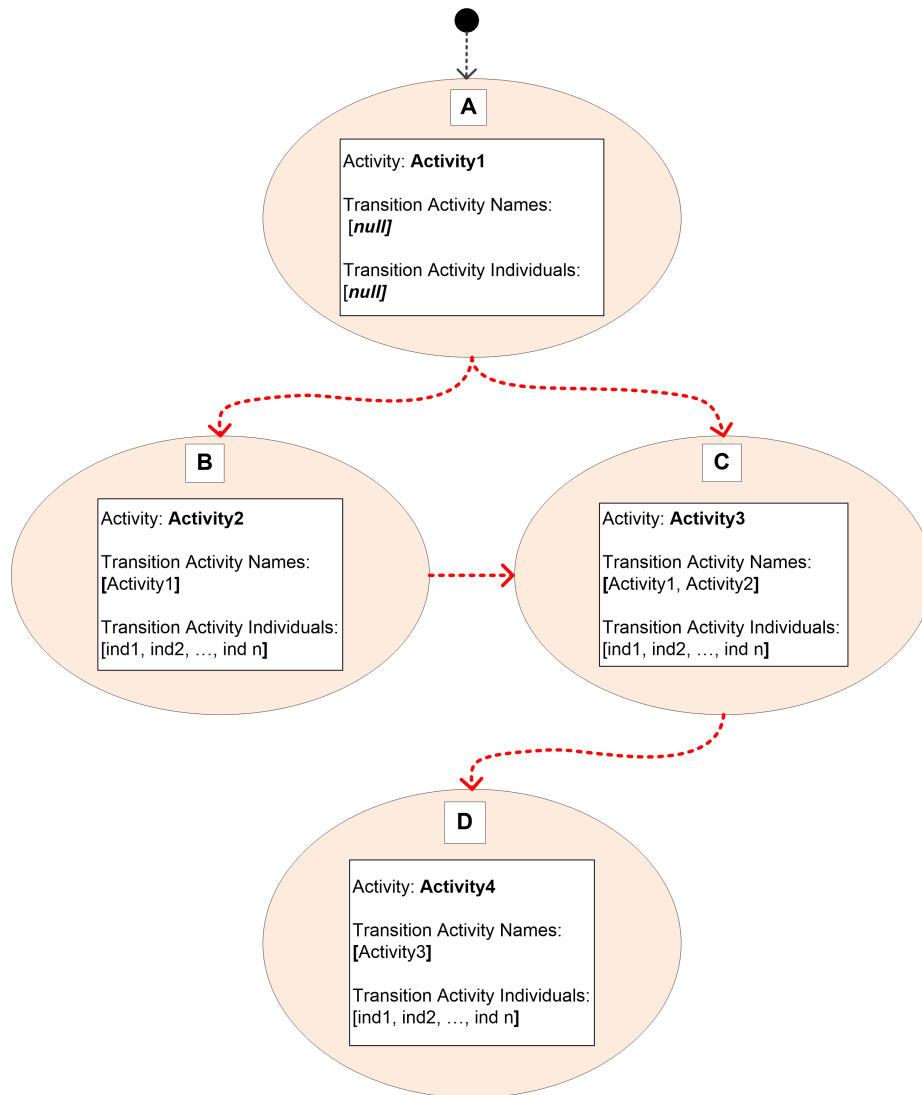 A
Activity: Activity1
Transition Activity Names:
[null]
Transition Activity Individuals:
[null]
B
Activity: Activity2
Transition Activity Names:
[Activity1]
Transition Activity Individuals:
[ind1, ind2, …, ind n]
C
Activity: Activity3
Transition Activity Names:
[Activity1, Activity2]
Transition Activity Individuals:
[ind1, ind2, …, ind n]
D
Activity: Activity4
Transition Activity Names:
[Activity3]
Transition Activity Individuals:
[ind1, ind2, …, ind n]